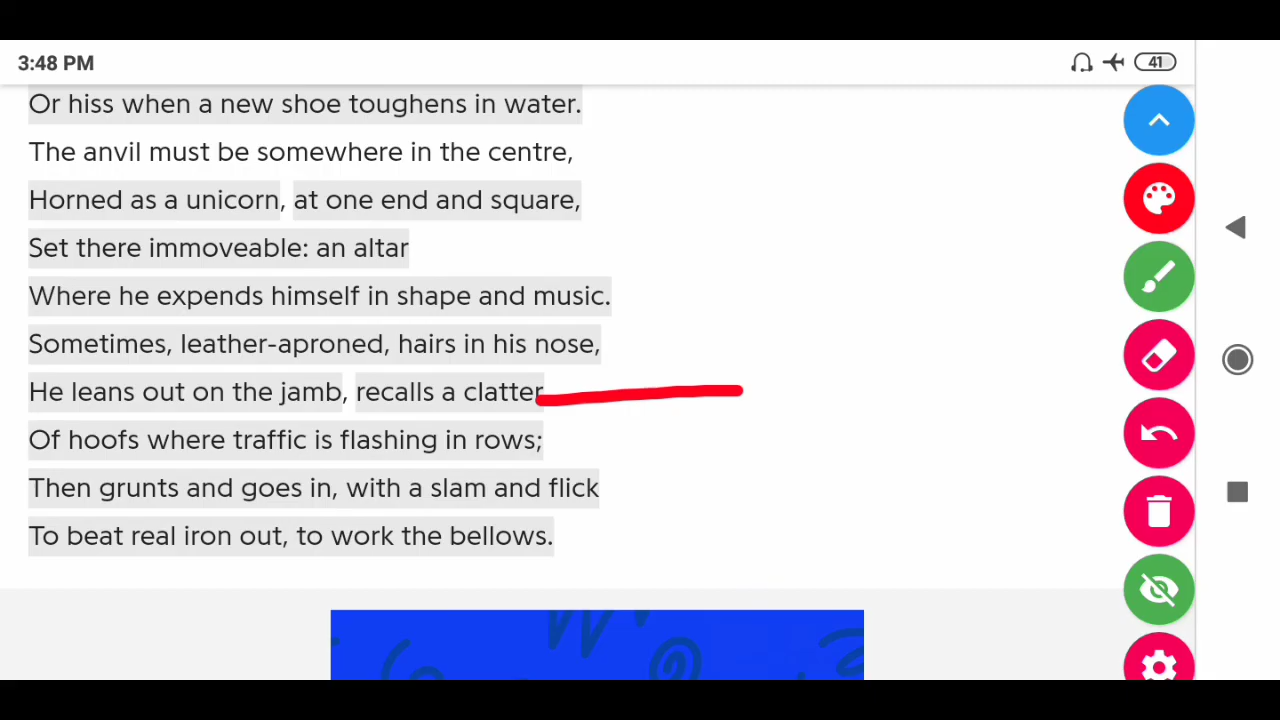 3:48 PM
41
Or hiss when a new shoe toughens in water.
The anvil must be somewhere in the centre,
Horned as a unicorn, at one end and square,
Set there immoveable: an altar
Where he expends himself in shape and music.
Sometimes, leather-aproned, hairs in his nose,
He leans out on the jamb, recalls a clatter
Of hoofs where traffic is flashing in rows;
Then grunts and goes in, with a slam and flick
To beat real iron out, to work the bellows.